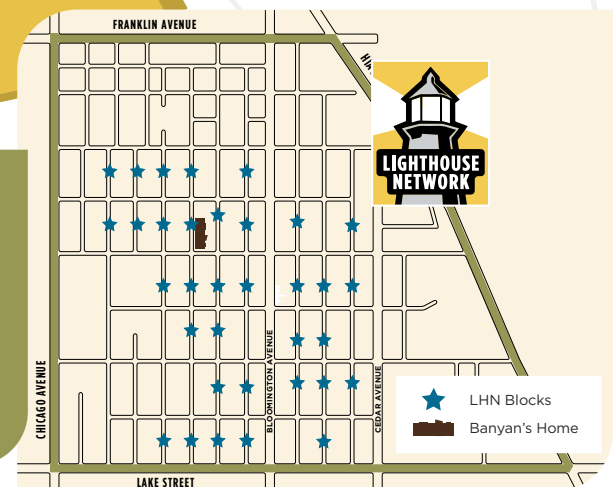 FRANKLIN AVENUE
LIGHTHOUSE
NETWORK
BLOOMINGTON AVENUE
CHICAGO AVENUE
CEDAR AVENUE
LHN Blocks
Banyan's Home
LAKE STREET